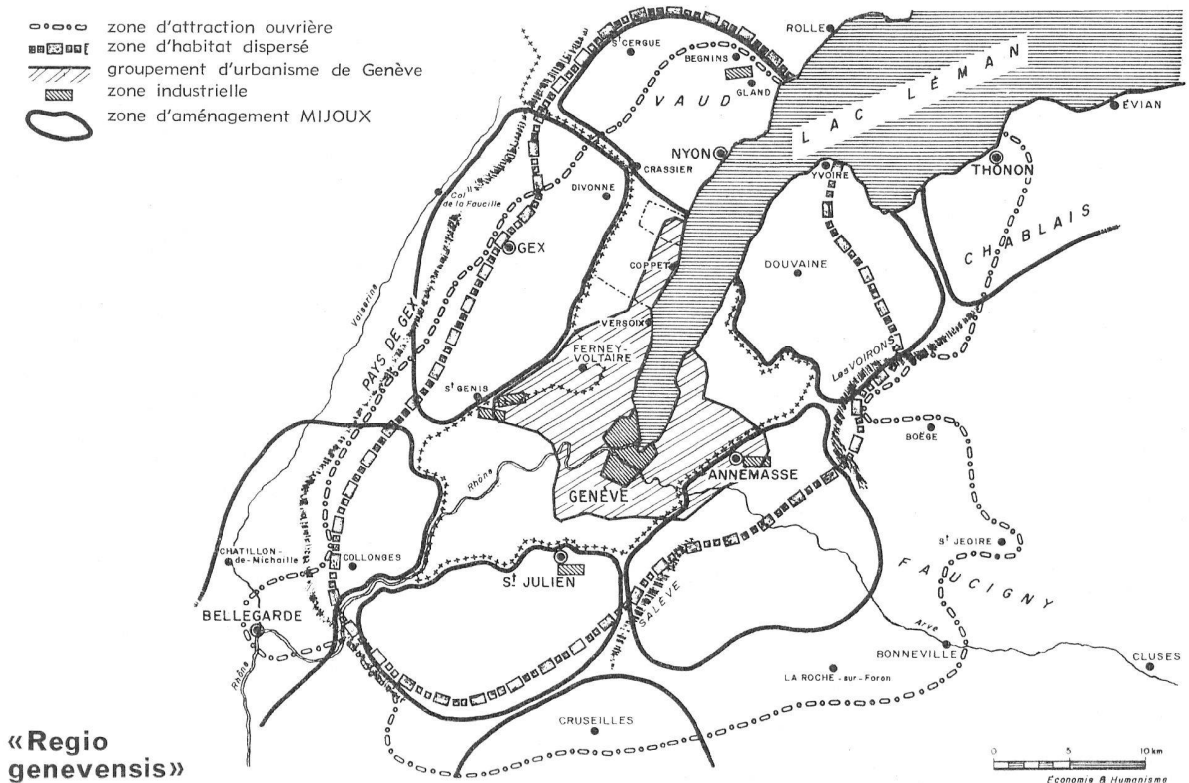 zone d'attraction ouvrière
zone d'habitat dispersé
groupement d'urbanisme de Genève
zone industrielle
zone d'aménagement MIJOUX
ROLLE
St CERGUE
BEGNINS
GLAND
VAUD
LAC LÉMAN
ÉVIAN
NYON
THONON
CRASSIER
YVOIRE
DIVONNE
Col
de la Faucille
CHABLAIS
GEX
COPPET
DOUVAINE
Valserine
VERSOIX
PAYS DE GEX
FERNEY-
VOLTAIRE
Les VOIRONS
St GENIS
BOËGE
Rhône
ANNEMASSE
GENÈVE
CHATILLON-
de-Michaille
COLLONGES
St JEOIRE
St JULIEN
FAUCIGNY
BELLEGARDE
SALÈVE
Arve
BONNEVILLE
CLUSES
Rhône
LA ROCHE-sur-Foron
CRUSEILLES
«Regio
genevensis»
0 5 10 km
Économie & Humanisme